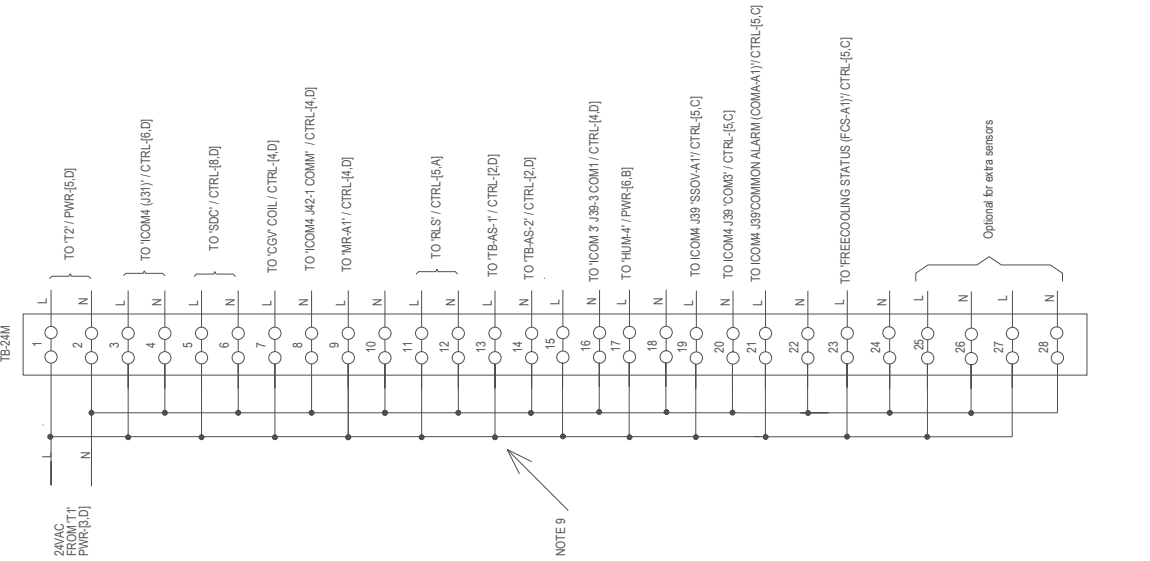 TB-24M
24VAC
FROM 'T1'
PWR-[3,D]
L
N
NOTE 9
1 L
2 N
TO 'T2' / PWR-[5,D]
3 L
4 N
TO 'ICOM4 (J31)' / CTRL-[6,D]
5 L
6 N
TO 'SDC' / CTRL-[8,D]
7 L TO 'CGV' COIL / CTRL-[4,D]
8 N TO 'ICOM4 J42-1 COMM' / CTRL-[4,D]
9 L TO 'MR-A1' / CTRL-[4,D]
10 N
11 L
12 N
TO 'RLS' / CTRL-[5,A]
13 L TO 'TB-AS-1' / CTRL-[2,D]
14 N TO 'TB-AS-2' / CTRL-[2,D]
15 L
16 N TO 'ICOM 3' J39-3 COM1 / CTRL-[4,D]
17 L TO 'HUM-4' / PWR-[6,B]
18 N
19 L TO ICOM4 J39 'SSOV-A1'/ CTRL-[5,C]
20 N TO ICOM4 J39 'COM3' / CTRL-[5,C]
21 L TO ICOM4 J39'COMMON ALARM (COMA-A1)'/ CTRL-[5,C]
22 N
23 L TO 'FREECOOLING STATUS (FCS-A1)'/ CTRL-[5,C]
24 N
25 L
26 N
27 L
28 N
Optional for extra sensors